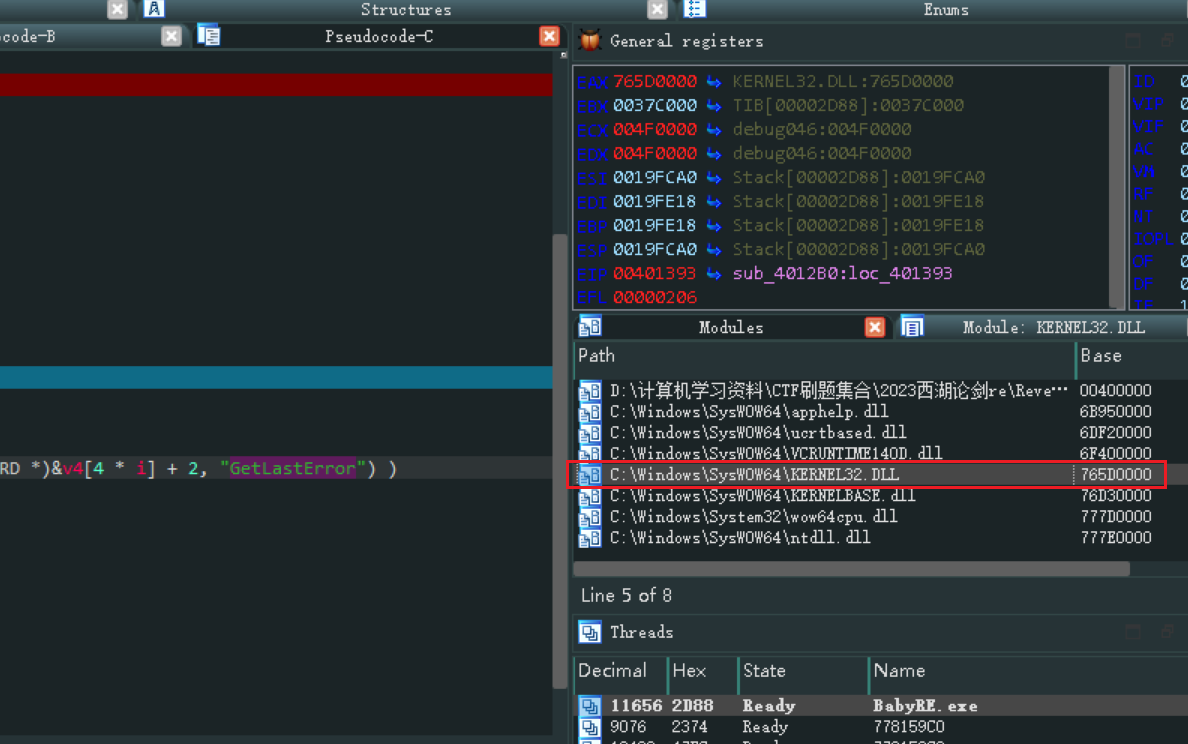 Structures
Enums
ocode-B
Pseudocode-C
General registers
EAX 765D0000 KERNEL32.DLL:765D0000
EBX 0037C000 TIB[00002D88]:0037C000
ECX 004F0000 debug046:004F0000
EDX 004F0000 debug046:004F0000
ESI 0019FCA0 Stack[00002D88]:0019FCA0
EDI 0019FE18 Stack[00002D88]:0019FE18
EBP 0019FE18 Stack[00002D88]:0019FE18
ESP 0019FCA0 Stack[00002D88]:0019FCA0
EIP 00401393 sub_4012B0:loc_401393
EFL 00000206
ID 0
VIP 0
VIF 0
AC 0
VM 0
RF 0
NT 0
IOPL 0
OF 0
DF 0
IF 1
Modules
Module: KERNEL32.DLL
Path Base
D:\计算机学习资料\CTF刷题集合\2023西湖论剑re\Reve… 00400000
C:\Windows\SysWOW64\apphelp.dll 6B950000
C:\Windows\SysWOW64\ucrtbased.dll 6DF20000
C:\Windows\SysWOW64\VCRUNTIME140D.dll 6F400000
RD *)&v4[4 * i] + 2, "GetLastError") )
C:\Windows\SysWOW64\KERNEL32.DLL 765D0000
C:\Windows\SysWOW64\KERNELBASE.dll 76D30000
C:\Windows\System32\wow64cpu.dll 777D0000
C:\Windows\SysWOW64\ntdll.dll 777E0000
Line 5 of 8
Threads
Decimal Hex State Name
11656 2D88 Ready BabyRE.exe
9076 2374 Ready 778159C0